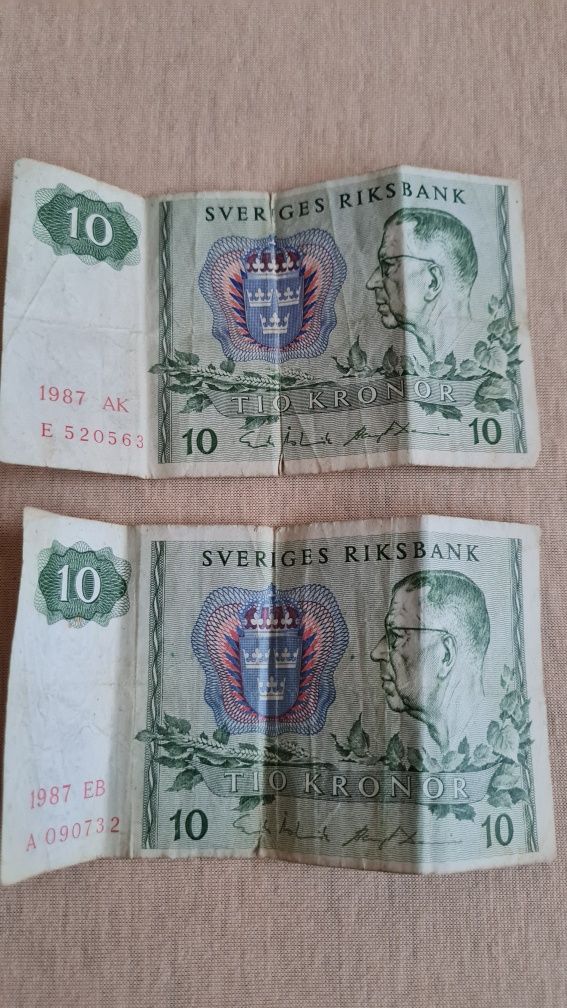 10
SVERIGES RIKSBANK
1987 AK
E 520563
TIO KRONOR
10
10
10
SVERIGES RIKSBANK
1987 EB
A 090732
TIO KRONOR
10
10